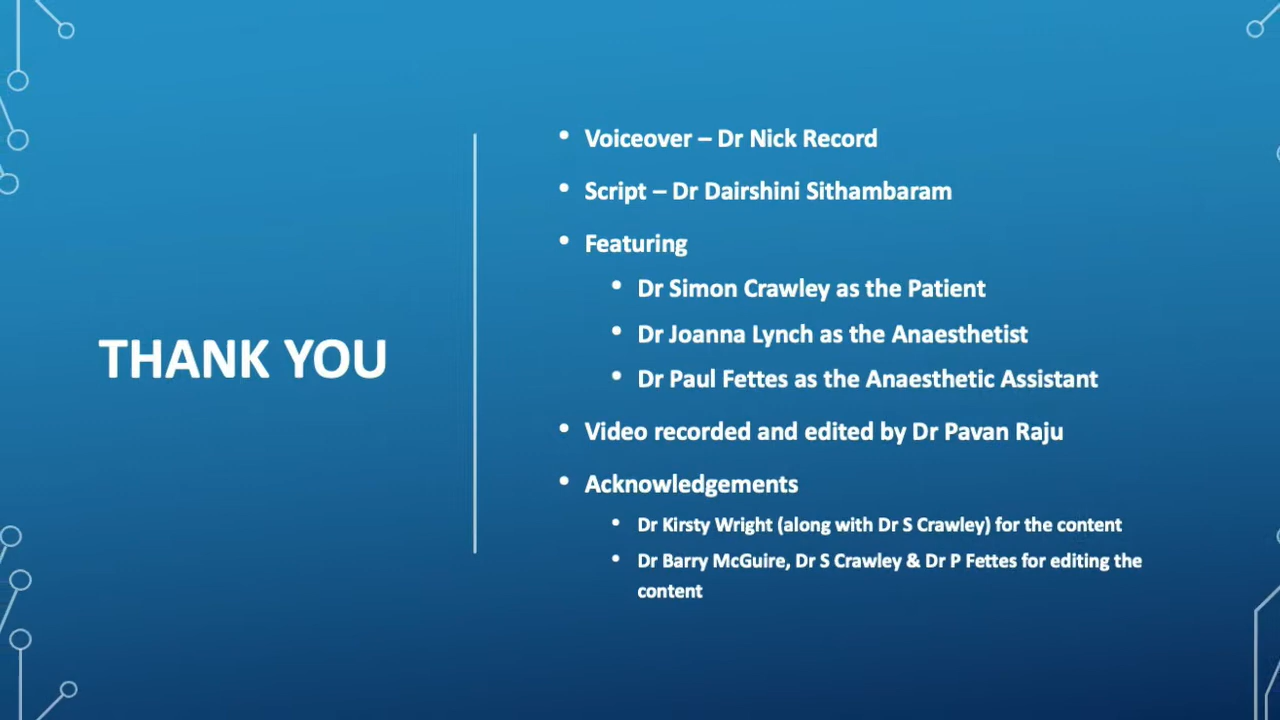 THANK YOU
• Voiceover – Dr Nick Record
• Script – Dr Dairshini Sithambaram
• Featuring
• Dr Simon Crawley as the Patient
• Dr Joanna Lynch as the Anaesthetist
• Dr Paul Fettes as the Anaesthetic Assistant
• Video recorded and edited by Dr Pavan Raju
• Acknowledgements
• Dr Kirsty Wright (along with Dr S Crawley) for the content
• Dr Barry McGuire, Dr S Crawley & Dr P Fettes for editing the
content